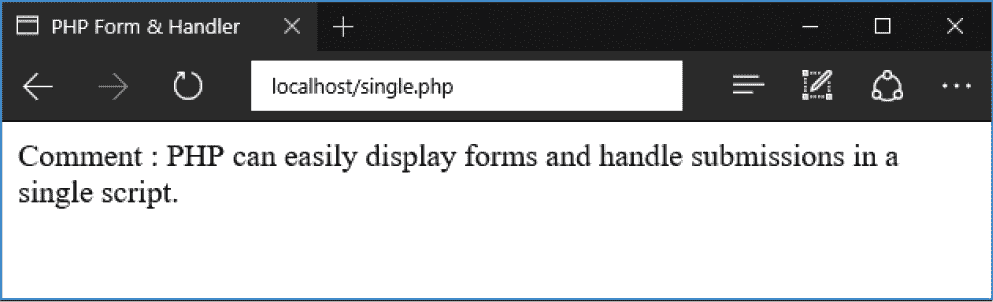 PHP Form & Handler
localhost/single.php
Comment : PHP can easily display forms and handle submissions in a
single script.